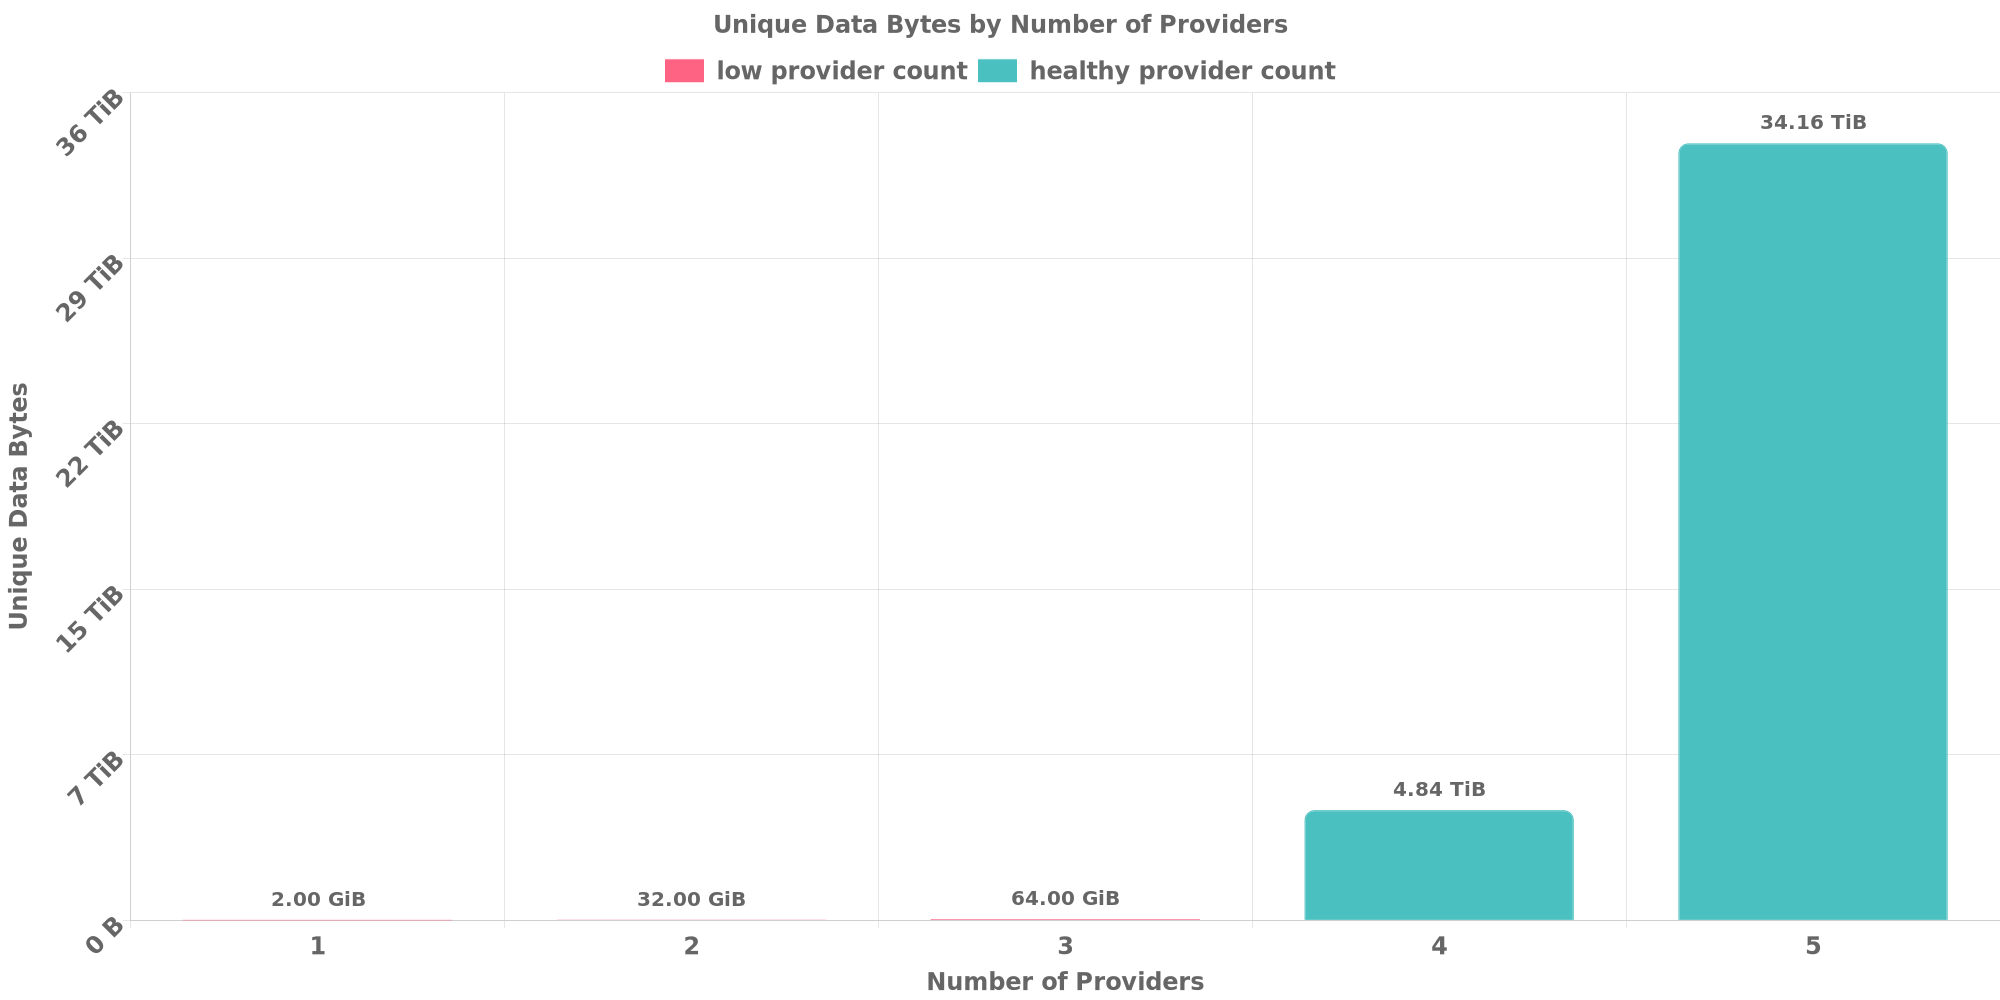 Unique Data Bytes by Number of Providers
low provider count
healthy provider count
Unique Data Bytes
36 TiB
29 TiB
22 TiB
15 TiB
7 TiB
0 B
2.00 GiB
32.00 GiB
64.00 GiB
4.84 TiB
34.16 TiB
1
2
3
4
5
Number of Providers